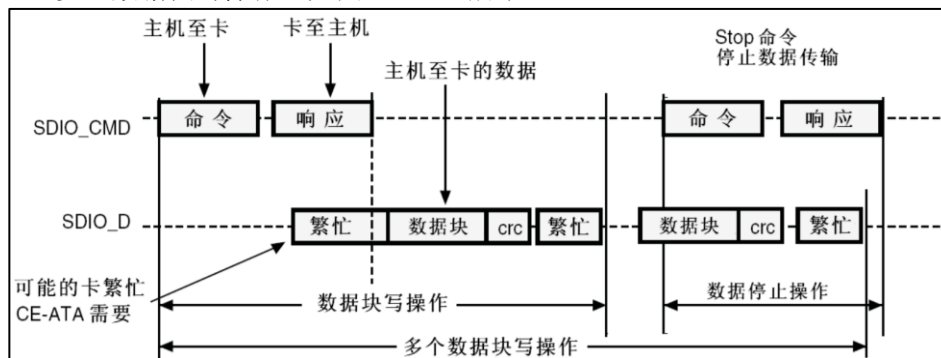 主机至卡
卡至主机
主机至卡的数据
Stop 命令
停止数据传输
SDIO_CMD
命令
响应
命令
响应
SDIO_D
繁忙
数据块
crc
繁忙
数据块
crc
繁忙
可能的卡繁忙
CE-ATA 需要
数据块写操作
数据停止操作
多个数据块写操作